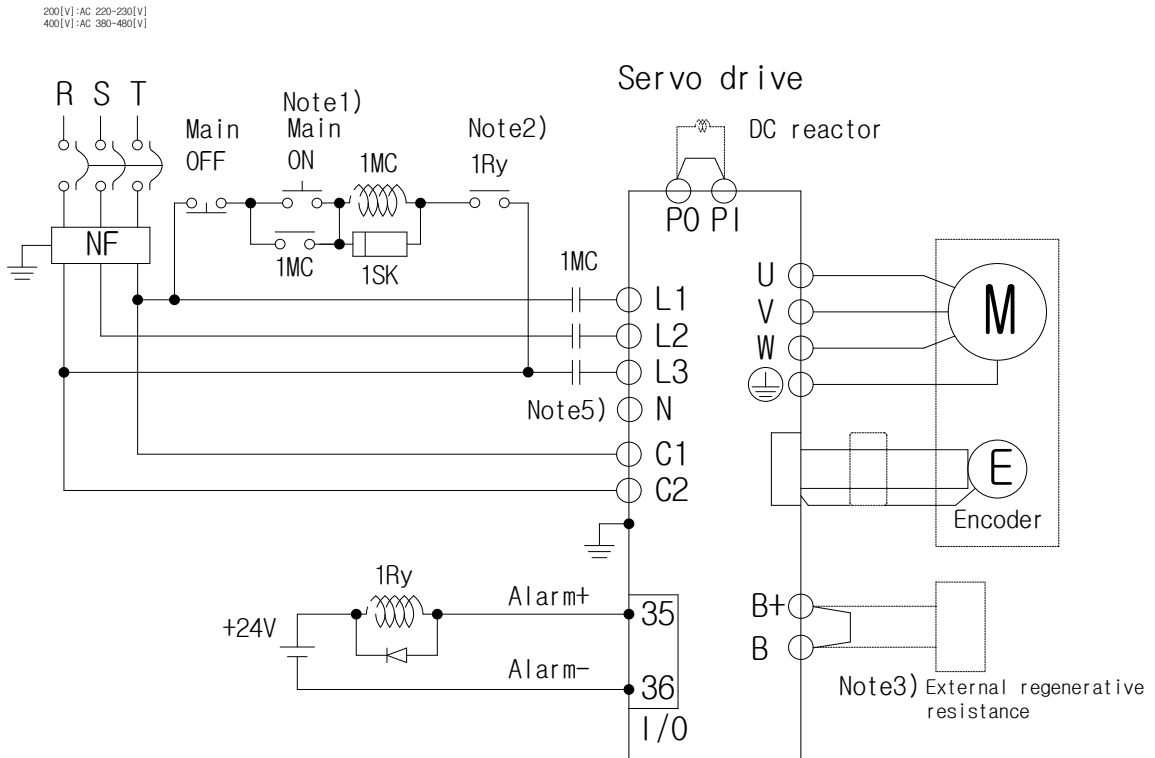 200[V]:AC 220~230[V]
400[V]:AC 380~480[V]
Servo drive
R S T
Note1)
Main
OFF
Main
ON
1MC
Note2)
1Ry
DC reactor
PO PI
NF
1MC
1SK
1MC
U
V
W
M
L1
L2
L3
Note5) N
C1
C2
E
Encoder
1Ry
+24V
Alarm+
35
Alarm-
36
I/O
B+
B
Note3) External regenerative
resistance